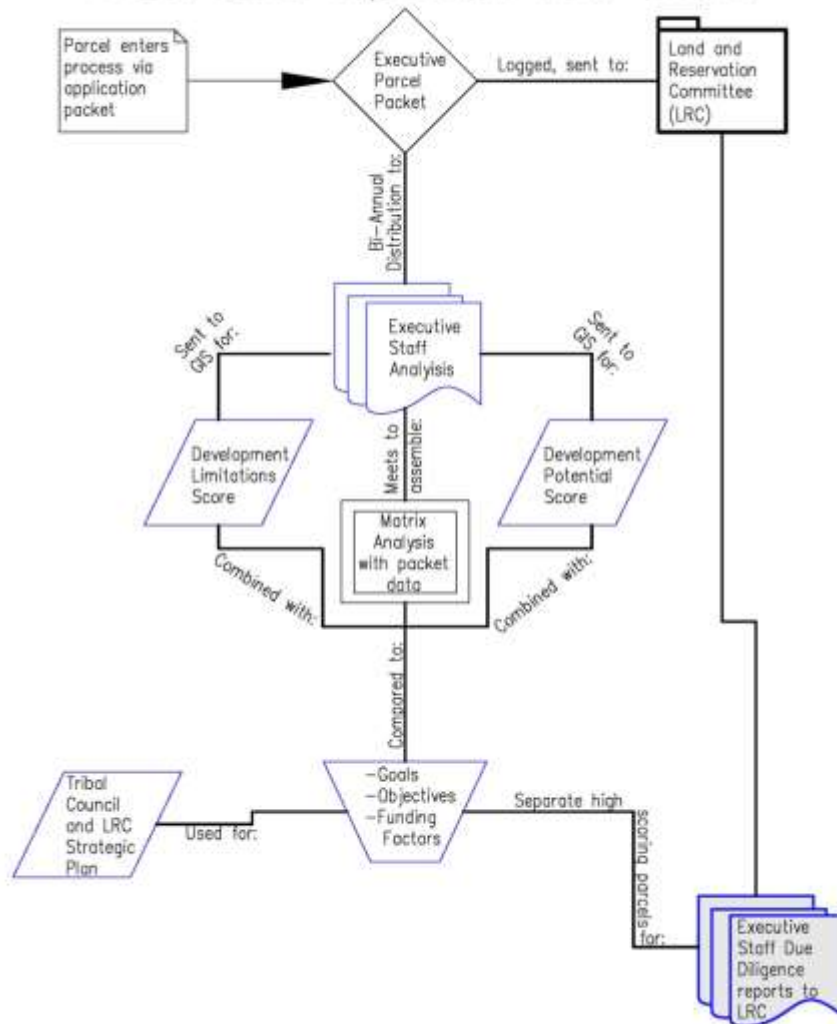 Parcel enters
process via
application
packet
Executive
Parcel
Packet
Logged, sent to:
Land and
Reservation
Committee
(LRC)
Bi-Annual
Distribution to:
Executive
Staff
Analyisis
Sent to
GIS for:
Sent to
GIS for:
Development
Limitations
Score
Meets to
assemble:
Development
Potential
Score
Matrix
Analysis
with packet
data
Combined with:
Combined with:
Compared to:
Tribal
Council
and LRC
Strategic
Plan
Used for:
-Goals
-Objectives
-Funding
Factors
Separate high
scoring parcels
for:
Executive
Staff Due
Diligence
reports to
LRC